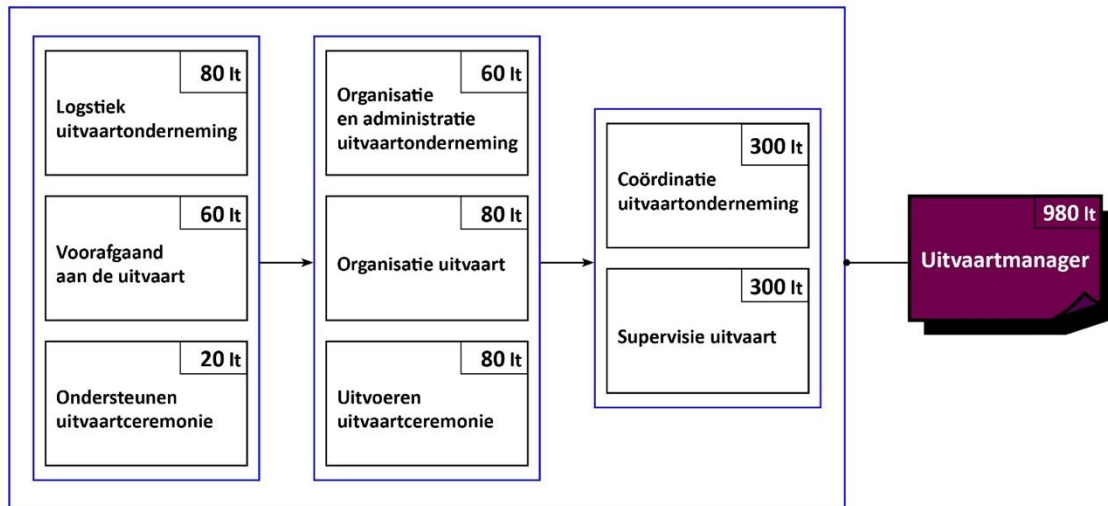 80 lt
Logstiek
uitvaartonderneming
60 lt
Voorafgaand
aan de uitvaart
20 lt
Ondersteunen
uitvaartceremonie
60 lt
Organisatie
en administratie
uitvaartonderneming
80 lt
Organisatie uitvaart
80 lt
Uitvoeren
uitvaartceremonie
300 lt
Coördinatie
uitvaartonderneming
300 lt
Supervisie uitvaart
980 lt
Uitvaartmanager